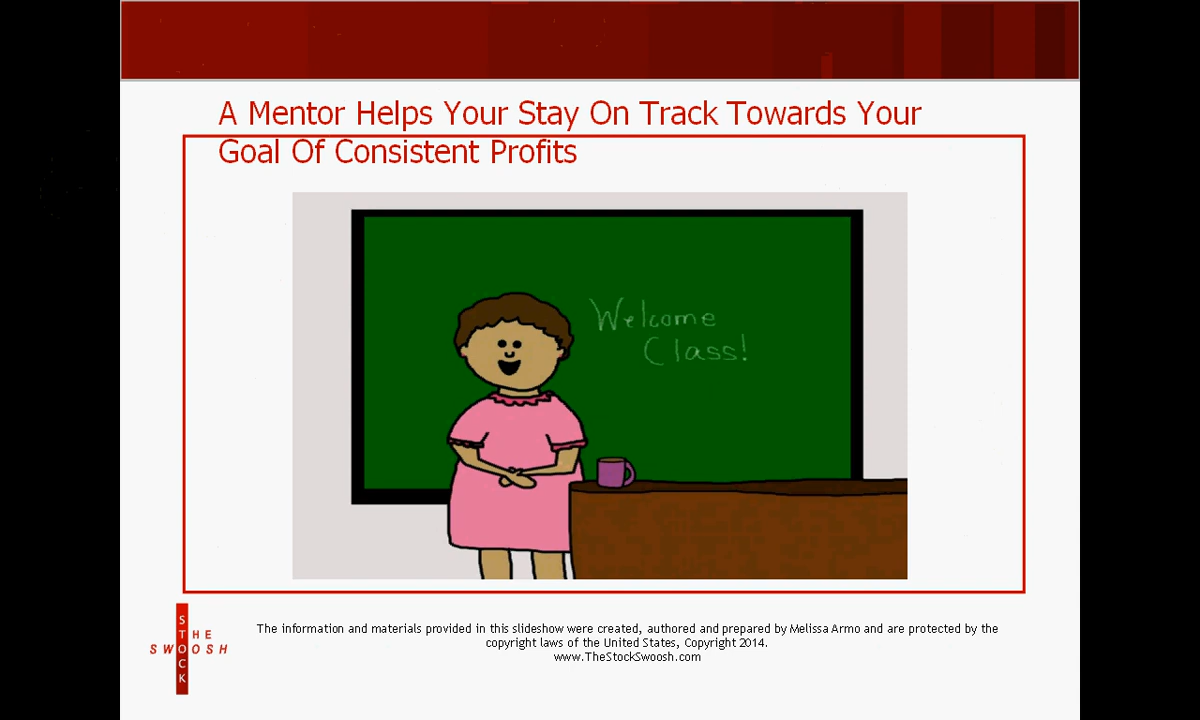 A Mentor Helps Your Stay On Track Towards Your
Goal Of Consistent Profits
Welcome
Class!
THE
STOCK
SWOOSH
The information and materials provided in this slideshow were created, authored and prepared by Melissa Armo and are protected by the
copyright laws of the United States, Copyright 2014.
www.TheStockSwoosh.com